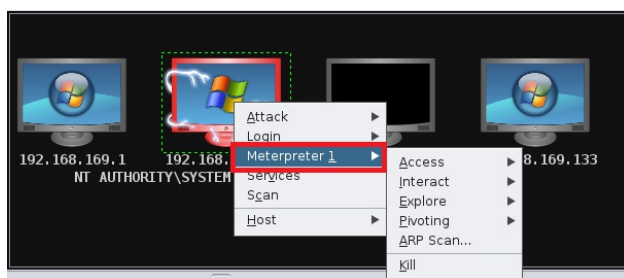 192.168.169.1
192.168.
8.169.133
NT AUTHORITY\SYSTEM
Attack
Login
Meterpreter 1
Services
Scan
Host
Access
Interact
Explore
Pivoting
ARP Scan...
Kill